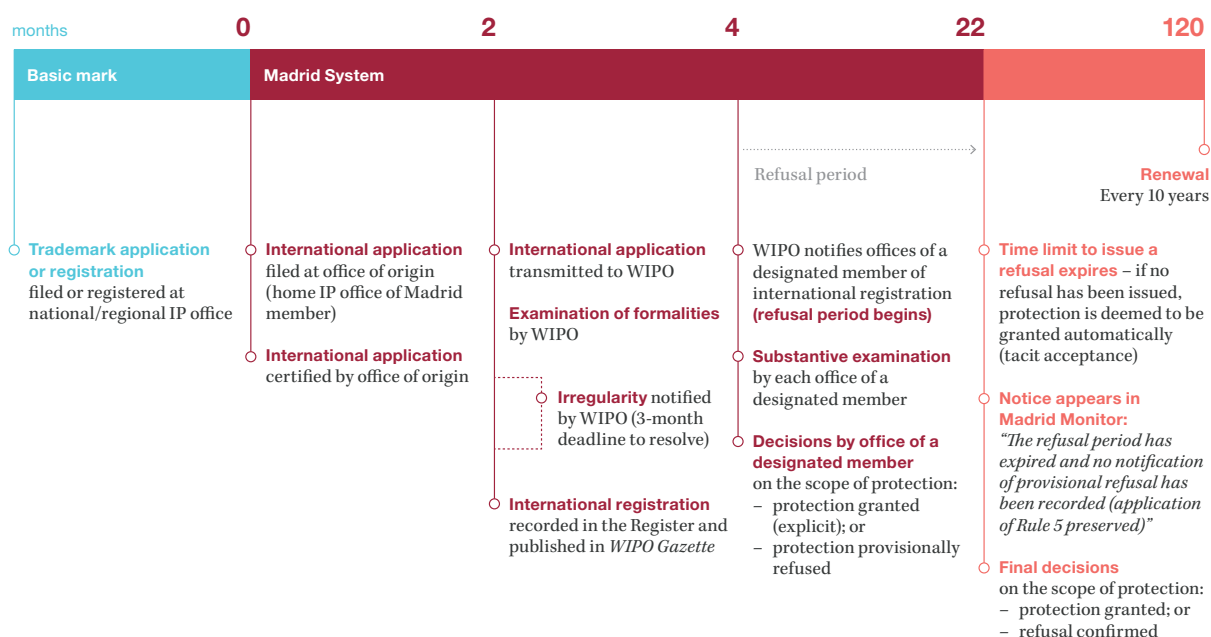 months
0
2
4
22
120
Basic mark
Madrid System
Refusal period
Renewal
Every 10 years
Trademark application
or registration
filed or registered at
national/regional IP office
International application
filed at office of origin
(home IP office of Madrid
member)
International application
certified by office of origin
International application
transmitted to WIPO
Examination of formalities
by WIPO
Irregularity notified
by WIPO (3-month
deadline to resolve)
International registration
recorded in the Register and
published in WIPO Gazette
WIPO notifies offices of a
designated member of
international registration
(refusal period begins)
Substantive examination
by each office of a
designated member
Decisions by office of a
designated member
on the scope of protection:
– protection granted
(explicit); or
– protection provisionally
refused
Time limit to issue a
refusal expires – if no
refusal has been issued,
protection is deemed to be
granted automatically
(tacit acceptance)
Notice appears in
Madrid Monitor:
“The refusal period has
expired and no notification
of provisional refusal has
been recorded (application
of Rule 5 preserved)”
Final decisions
on the scope of protection:
– protection granted; or
– refusal confirmed